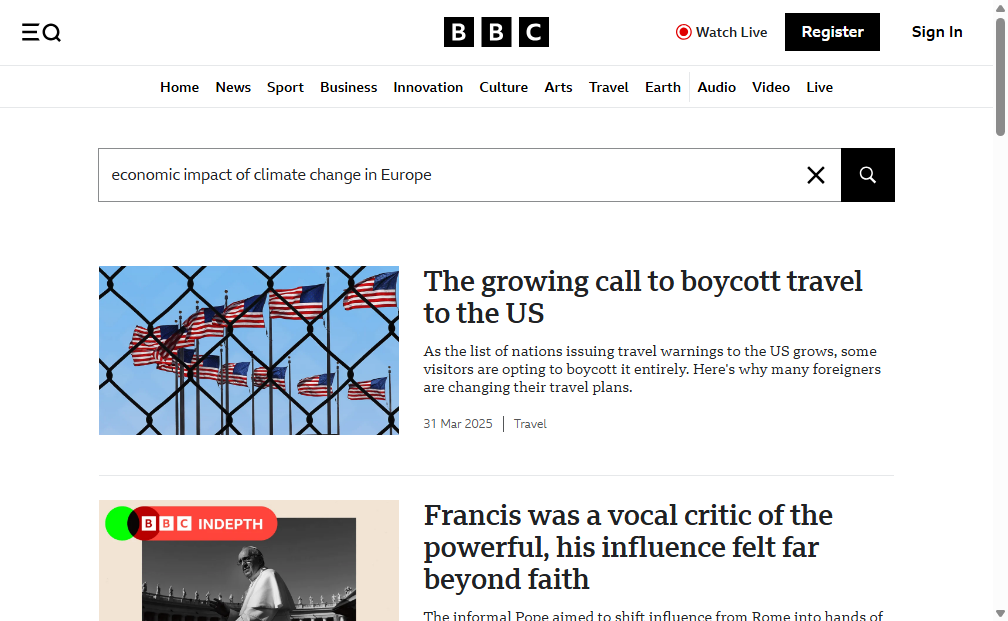 BBC
Watch Live
Register
Sign In
Home News Sport Business Innovation Culture Arts Travel Earth Audio Video Live
economic impact of climate change in Europe
The growing call to boycott travel
to the US
As the list of nations issuing travel warnings to the US grows, some
visitors are opting to boycott it entirely. Here's why many foreigners
are changing their travel plans.
31 Mar 2025 | Travel
BBC INDEPTH
Francis was a vocal critic of the
powerful, his influence felt far
beyond faith
The informal Pope aimed to shift influence from Rome into hands of